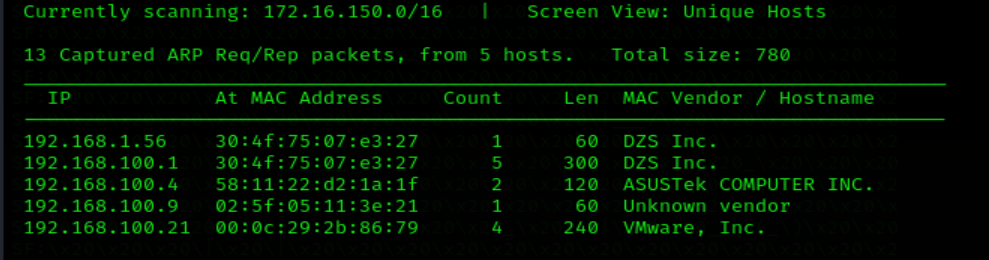 Currently scanning: 172.16.150.0/16   |   Screen View: Unique Hosts
13 Captured ARP Req/Rep packets, from 5 hosts.   Total size: 780
IP            At MAC Address     Count     Len  MAC Vendor / Hostname
192.168.1.56    30:4f:75:07:e3:27      1      60  DZS Inc.
192.168.100.1   30:4f:75:07:e3:27      5     300  DZS Inc.
192.168.100.4   58:11:22:d2:1a:1f      2     120  ASUSTek COMPUTER INC.
192.168.100.9   02:5f:05:11:3e:21      1      60  Unknown vendor
192.168.100.21  00:0c:29:2b:86:79      4     240  VMware, Inc.